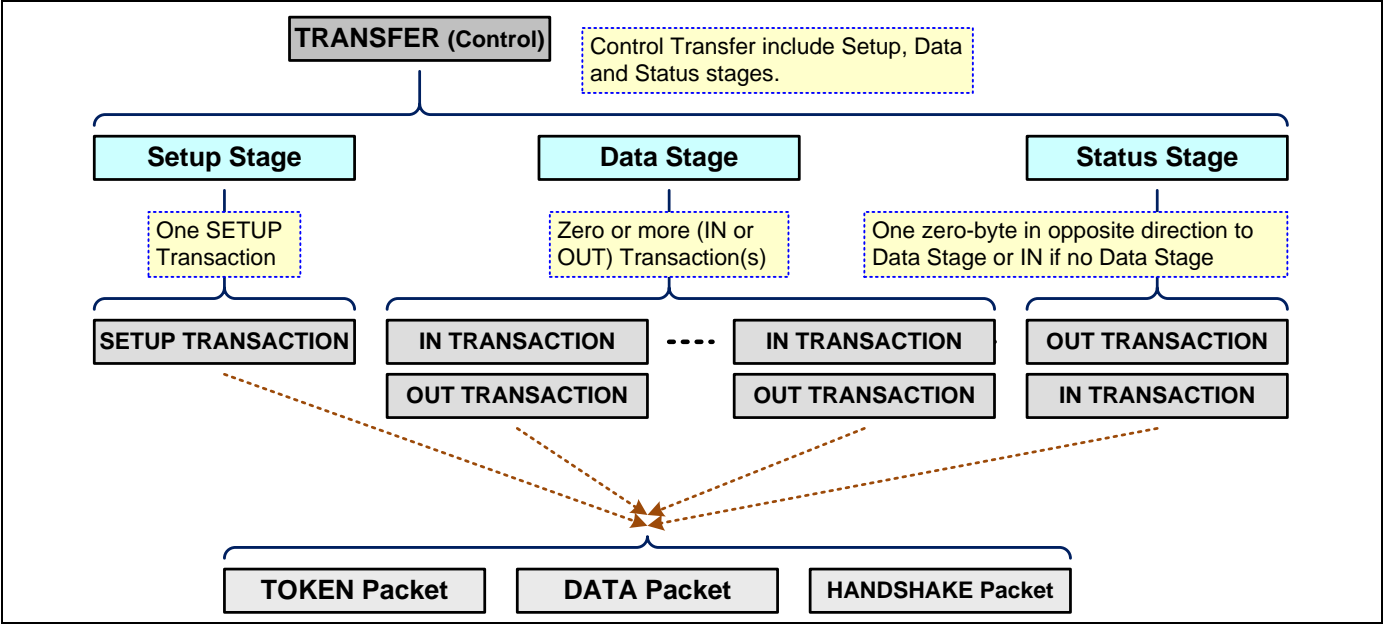 TRANSFER (Control)
Control Transfer include Setup, Data
and Status stages.
Setup Stage
Data Stage
Status Stage
One SETUP
Transaction
Zero or more (IN or
OUT) Transaction(s)
One zero-byte in opposite direction to
Data Stage or IN if no Data Stage
SETUP TRANSACTION
IN TRANSACTION
IN TRANSACTION
OUT TRANSACTION
OUT TRANSACTION
OUT TRANSACTION
IN TRANSACTION
TOKEN Packet
DATA Packet
HANDSHAKE Packet